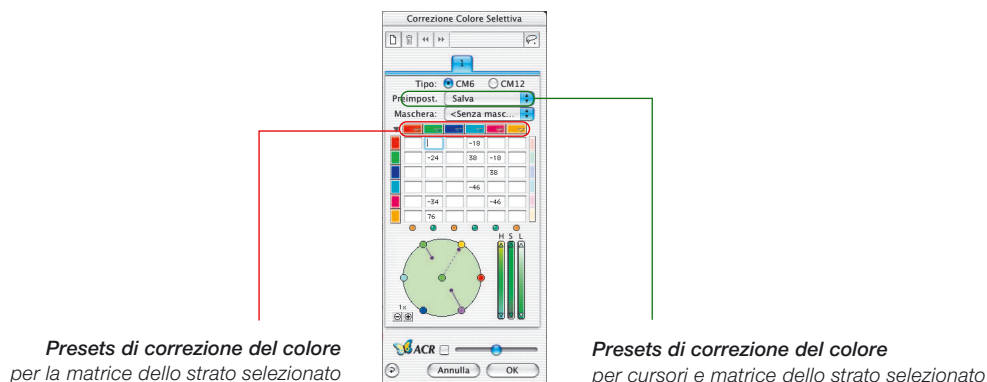 Correzione Colore Selettiva
1
Tipo: CM6 CM12
Preimpost. Salva
Maschera: <Senza masc...
-18
-24 38 -18
38
-46
-34 -46
76
H S L
1x
ACR
Annulla OK
Presets di correzione del colore
per la matrice dello strato selezionato
Presets di correzione del colore
per cursori e matrice dello strato selezionato